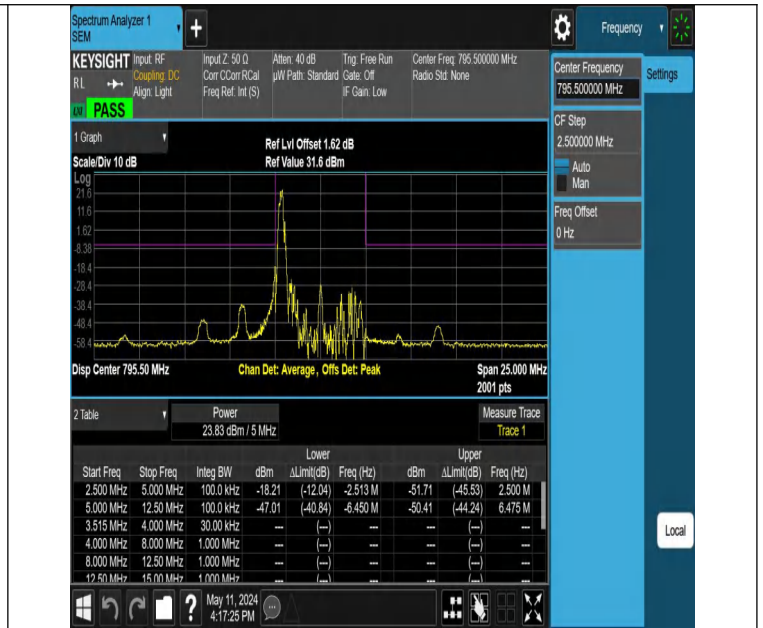 Spectrum Analyzer 1
SEM
Frequency
KEYSIGHT
Input: RF
Coupling: DC
Align: Light
Input Z: 50 Ω
Corr CCorr RCal
Freq Ref: Int (S)
Atten: 40 dB
µW Path: Standard
Trig: Free Run
Gate: Off
IF Gain: Low
Center Freq: 795.500000 MHz
Radio Std: None
RL
LXI
PASS
Center Frequency
795.500000 MHz
Settings
CF Step
2.500000 MHz
Auto
Man
Freq Offset
0 Hz
Local
1 Graph
Ref Lvl Offset 1.62 dB
Scale/Div 10 dB
Ref Value 31.6 dBm
Log
21.6
11.6
1.62
-8.38
-18.4
-28.4
-38.4
-48.4
-58.4
Disp Center 795.50 MHz
Chan Det: Average, Offs Det: Peak
Span 25.000 MHz
2001 pts
2 Table
Power
23.83 dBm / 5 MHz
Measure Trace
Trace 1
Lower Upper
Start Freq Stop Freq Integ BW dBm ΔLimit(dB) Freq (Hz) dBm ΔLimit(dB) Freq (Hz)
2.500 MHz 5.000 MHz 100.0 kHz -18.21 (-12.04) -2.513 M -51.71 (-45.53) 2.500 M
5.000 MHz 12.50 MHz 100.0 kHz -47.01 (-40.84) -6.450 M -50.41 (-44.24) 6.475 M
3.515 MHz 4.000 MHz 30.00 kHz --- (---) --- --- (---) ---
4.000 MHz 8.000 MHz 1.000 MHz --- (---) --- --- (---) ---
8.000 MHz 12.50 MHz 1.000 MHz --- (---) --- --- (---) ---
12.50 MHz 15.00 MHz 1.000 MHz --- (---) --- --- (---) ---
?
May 11, 2024
4:17:25 PM